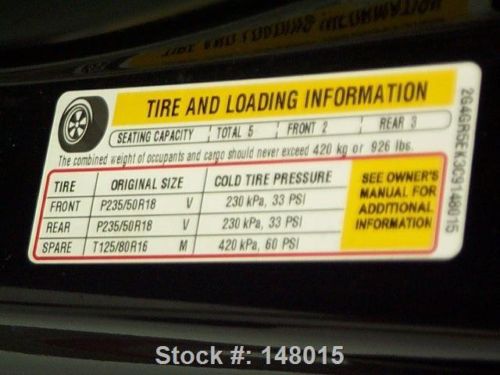 TIRE AND LOADING INFORMATION
SEATING CAPACITY TOTAL 5 FRONT 2 REAR 3
The combined weight of occupants and cargo should never exceed 420 kg or 926 lbs.
TIRE ORIGINAL SIZE COLD TIRE PRESSURE
FRONT P235/50R18 V 230 kPa, 33 PSI
REAR P235/50R18 V 230 kPa, 33 PSI
SPARE T125/80R16 M 420 kPa, 60 PSI
SEE OWNER'S
MANUAL FOR
ADDITIONAL
INFORMATION
2G4GR5EK3C9148015
Stock #: 148015